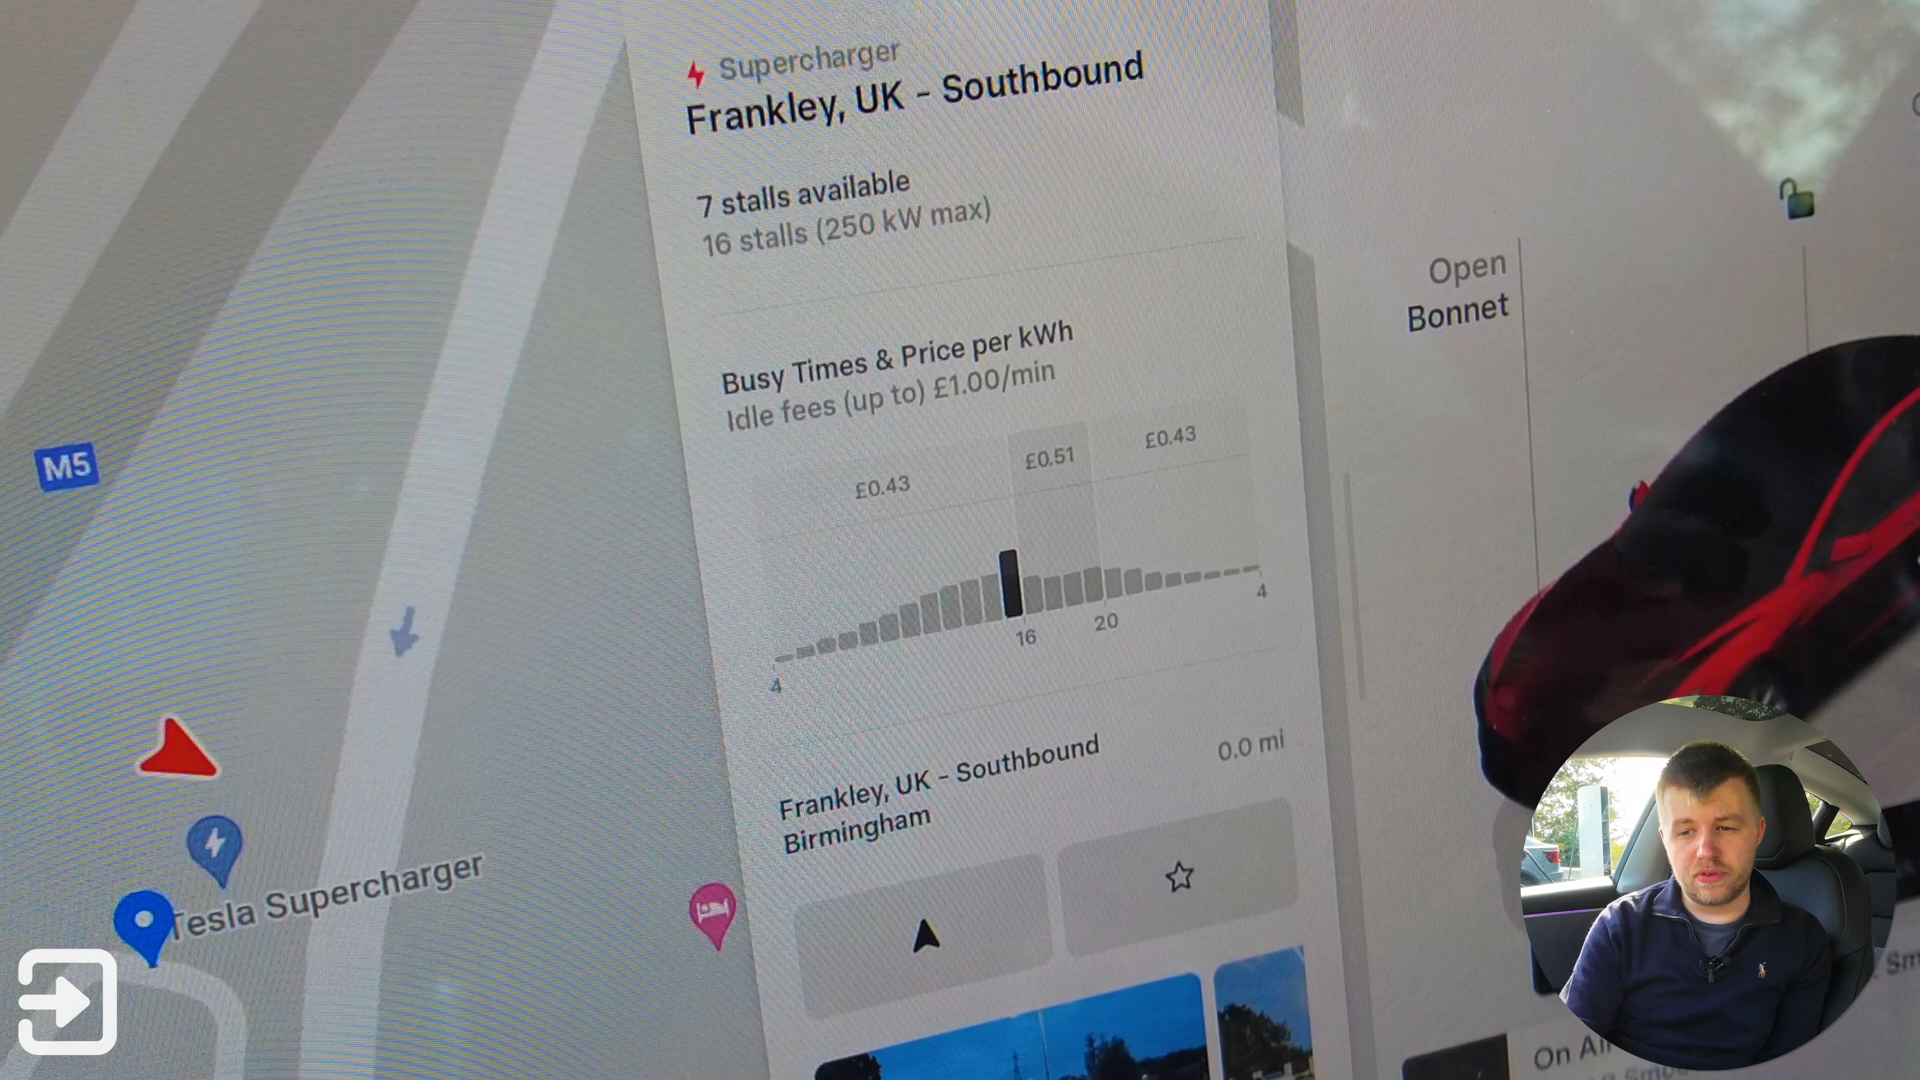 Supercharger
Frankley, UK - Southbound
7 stalls available
16 stalls (250 kW max)
Busy Times & Price per kWh
Idle fees (up to) £1.00/min
£0.43
£0.51
£0.43
4
16
20
4
Frankley, UK - Southbound
Birmingham
0.0 mi
Open
Bonnet
M5
Tesla Supercharger
On